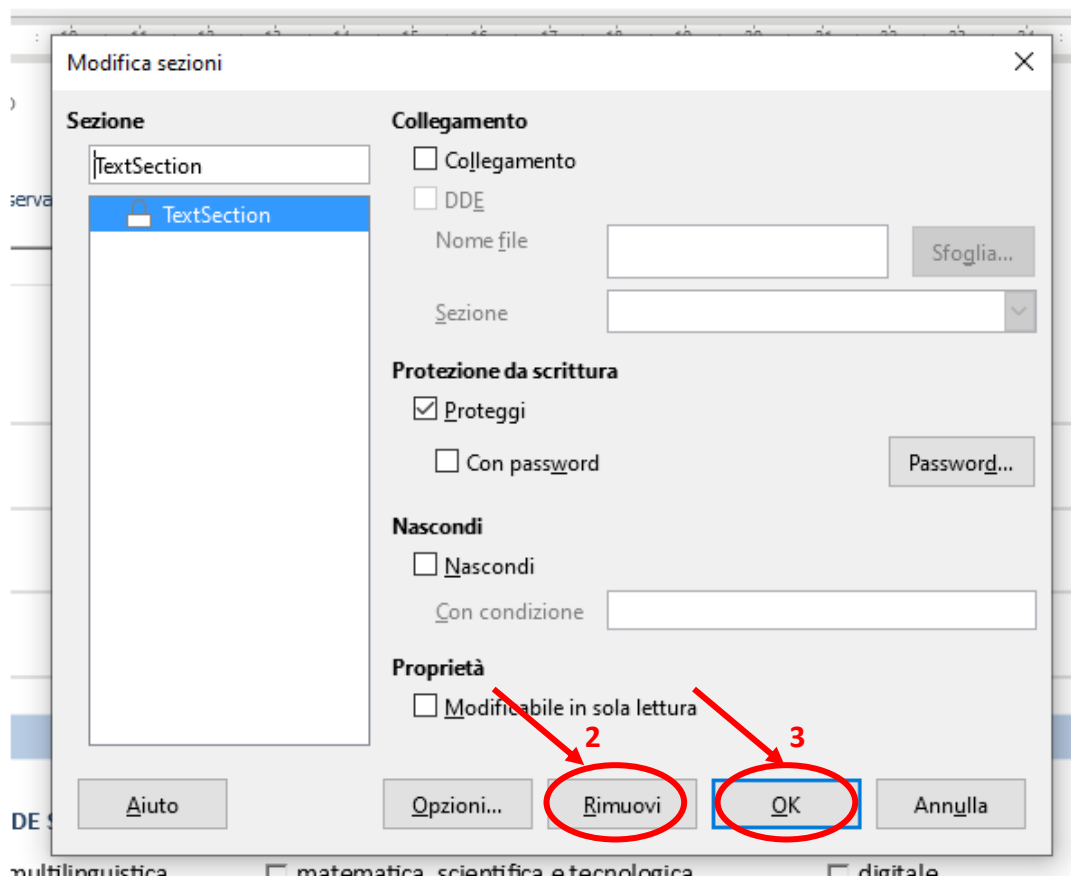 Modifica sezioni
Sezione
TextSection
TextSection
Collegamento
Collegamento
DDE
Nome file
Sfoglia...
Sezione
Protezione da scrittura
Proteggi
Con password
Password...
Nascondi
Nascondi
Con condizione
Proprietà
Modificabile in sola lettura
2
3
Aiuto
Opzioni...
Rimuovi
OK
Annulla
serva
DE
multilinguistica
matematica, scientifica e tecnologica
digitale